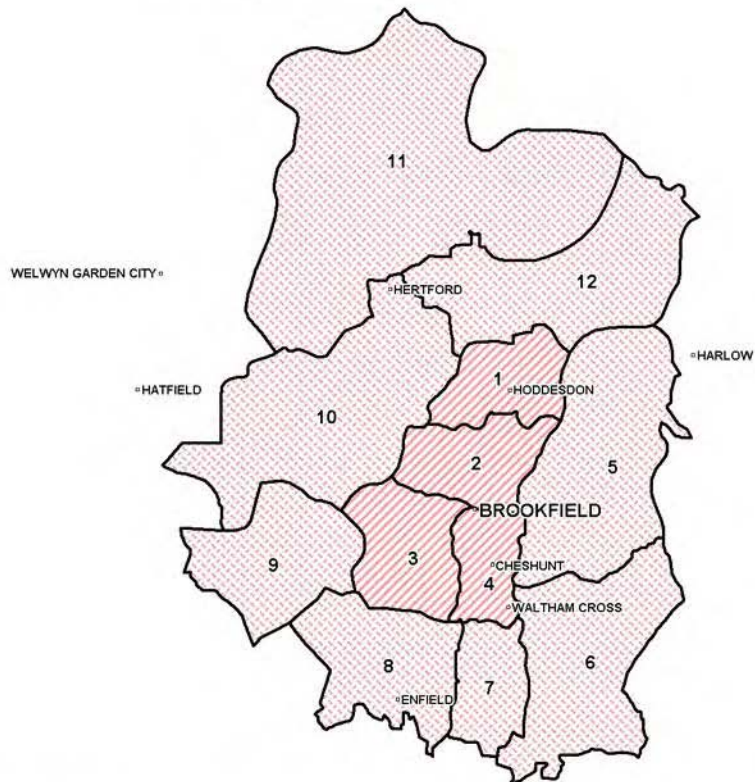 11
WELWYN GARDEN CITY
HERTFORD
12
HARLOW
1
HATFIELD
HODDESDON
10
2
5
BROOKFIELD
3
9
CHESHUNT
4
WALTHAM CROSS
6
8
7
ENFIELD